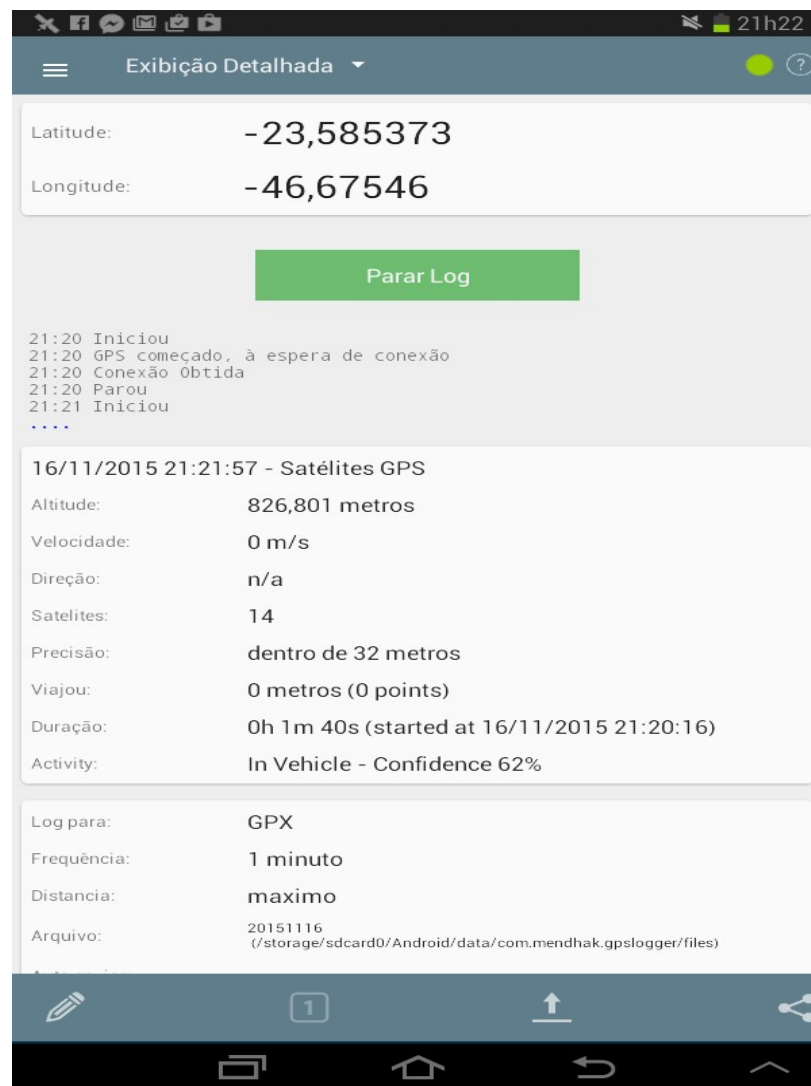 21h22
Exibição Detalhada
?
Latitude: -23,585373
Longitude: -46,67546
Parar Log
21:20 Iniciou
21:20 GPS começado, à espera de conexão
21:20 Conexão Obtida
21:20 Parou
21:21 Iniciou
....
16/11/2015 21:21:57 - Satélites GPS
Altitude: 826,801 metros
Velocidade: 0 m/s
Direção: n/a
Satelites: 14
Precisão: dentro de 32 metros
Viajou: 0 metros (0 points)
Duração: 0h 1m 40s (started at 16/11/2015 21:20:16)
Activity: In Vehicle - Confidence 62%
Log para: GPX
Frequência: 1 minuto
Distancia: maximo
Arquivo: 20151116
(/storage/sdcard0/Android/data/com.mendhak.gpslogger/files)
1